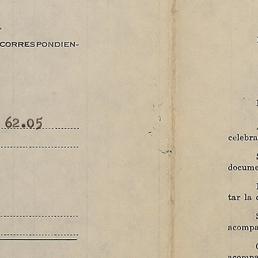 CORRESPONDIEN-
62.05
celebra
docume
tar la
acompa
acompa